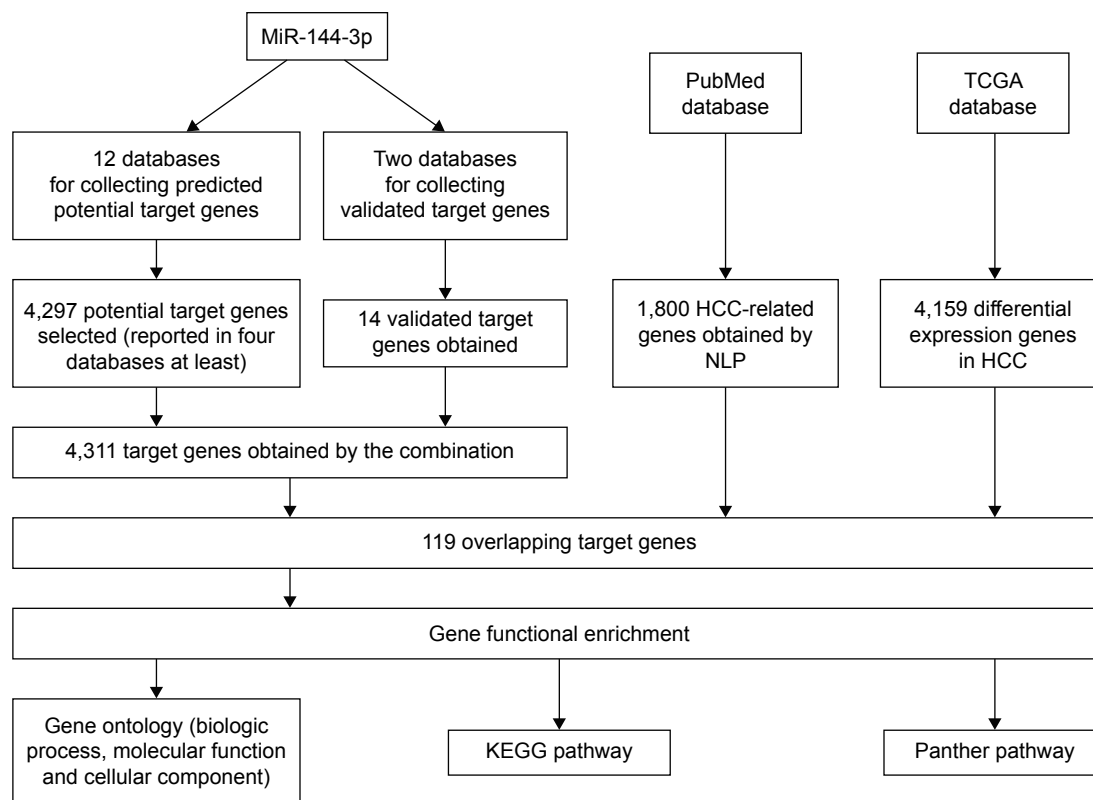 MiR-144-3p
PubMed
database
TCGA
database
12 databases
for collecting predicted
potential target genes
Two databases
for collecting
validated target genes
4,297 potential target genes
selected (reported in four
databases at least)
14 validated target
genes obtained
1,800 HCC-related
genes obtained by
NLP
4,159 differential
expression genes
in HCC
4,311 target genes obtained by the combination
119 overlapping target genes
Gene functional enrichment
Gene ontology (biologic
process, molecular function
and cellular component)
KEGG pathway
Panther pathway